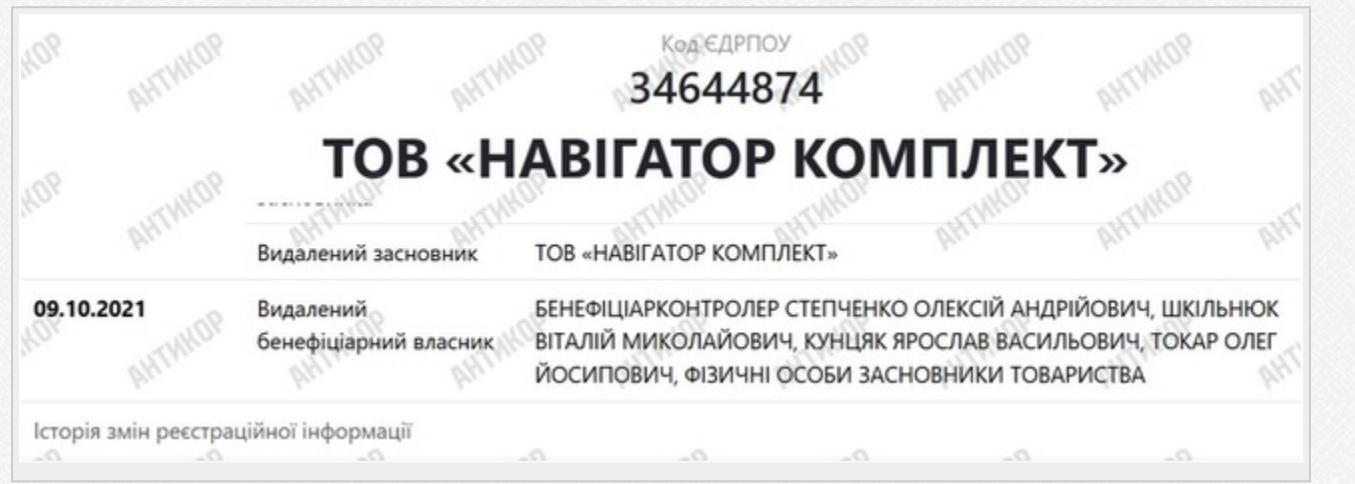 Код ЄДРПОУ
34644874
ТОВ «НАВІГАТОР КОМПЛЕКТ»
Видалений засновник ТОВ «НАВІГАТОР КОМПЛЕКТ»
09.10.2021 Видалений БЕНЕФІЦІАРКОНТРОЛЕР СТЕПЧЕНКО ОЛЕКСІЙ АНДРІЙОВИЧ, ШКІЛЬНЮК
бенефіціарний власник ВІТАЛІЙ МИКОЛАЙОВИЧ, КУНЦЯК ЯРОСЛАВ ВАСИЛЬОВИЧ, ТОКАР ОЛЕГ
ЙОСИПОВИЧ, ФІЗИЧНІ ОСОБИ ЗАСНОВНИКИ ТОВАРИСТВА
Історія змін реєстраційної інформації
АНТИКОР